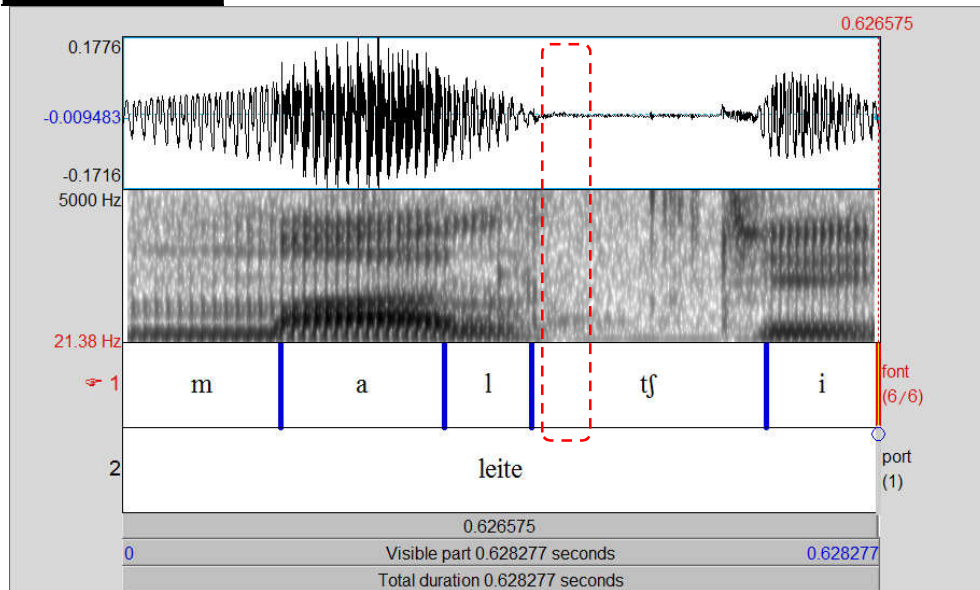 0.626575
0.1776
-0.009483
-0.1716
5000 Hz
21.38 Hz
☞ 1 m a l tʃ i font (6/6)
2 leite port (1)
0.626575
0 Visible part 0.628277 seconds 0.628277
Total duration 0.628277 seconds